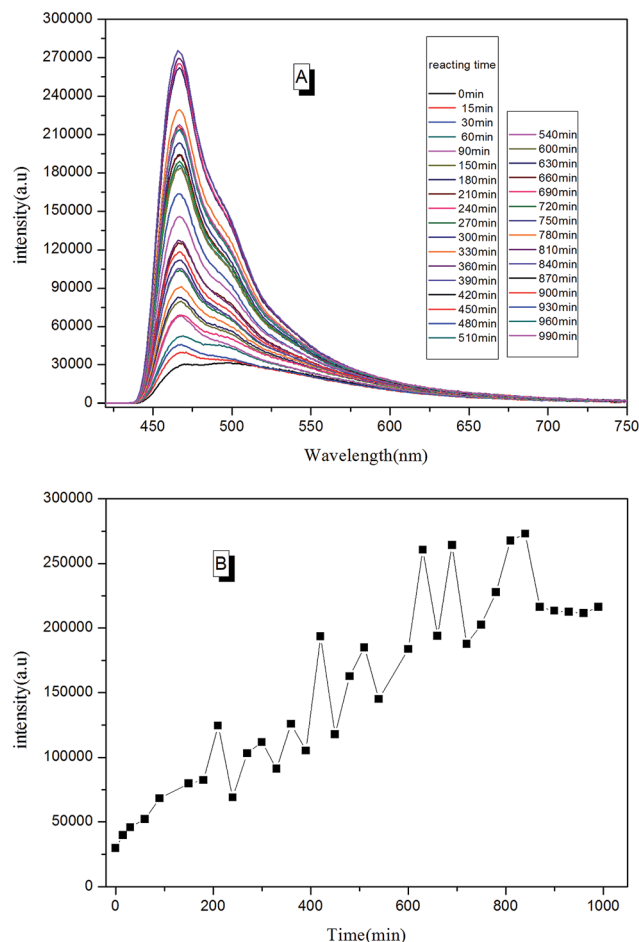 300000
270000
240000
210000
180000
150000
120000
90000
60000
30000
0
intensity(a.u)
A
reacting time
0min
15min
30min
60min
90min
150min
180min
210min
240min
270min
300min
330min
360min
390min
420min
450min
480min
510min
540min
600min
630min
660min
690min
720min
750min
780min
810min
840min
870min
900min
930min
960min
990min
450 500 550 600 650 700 750
Wavelength(nm)
300000
250000
200000
150000
100000
50000
0
intensity(a.u)
B
0 200 400 600 800 1000
Time(min)